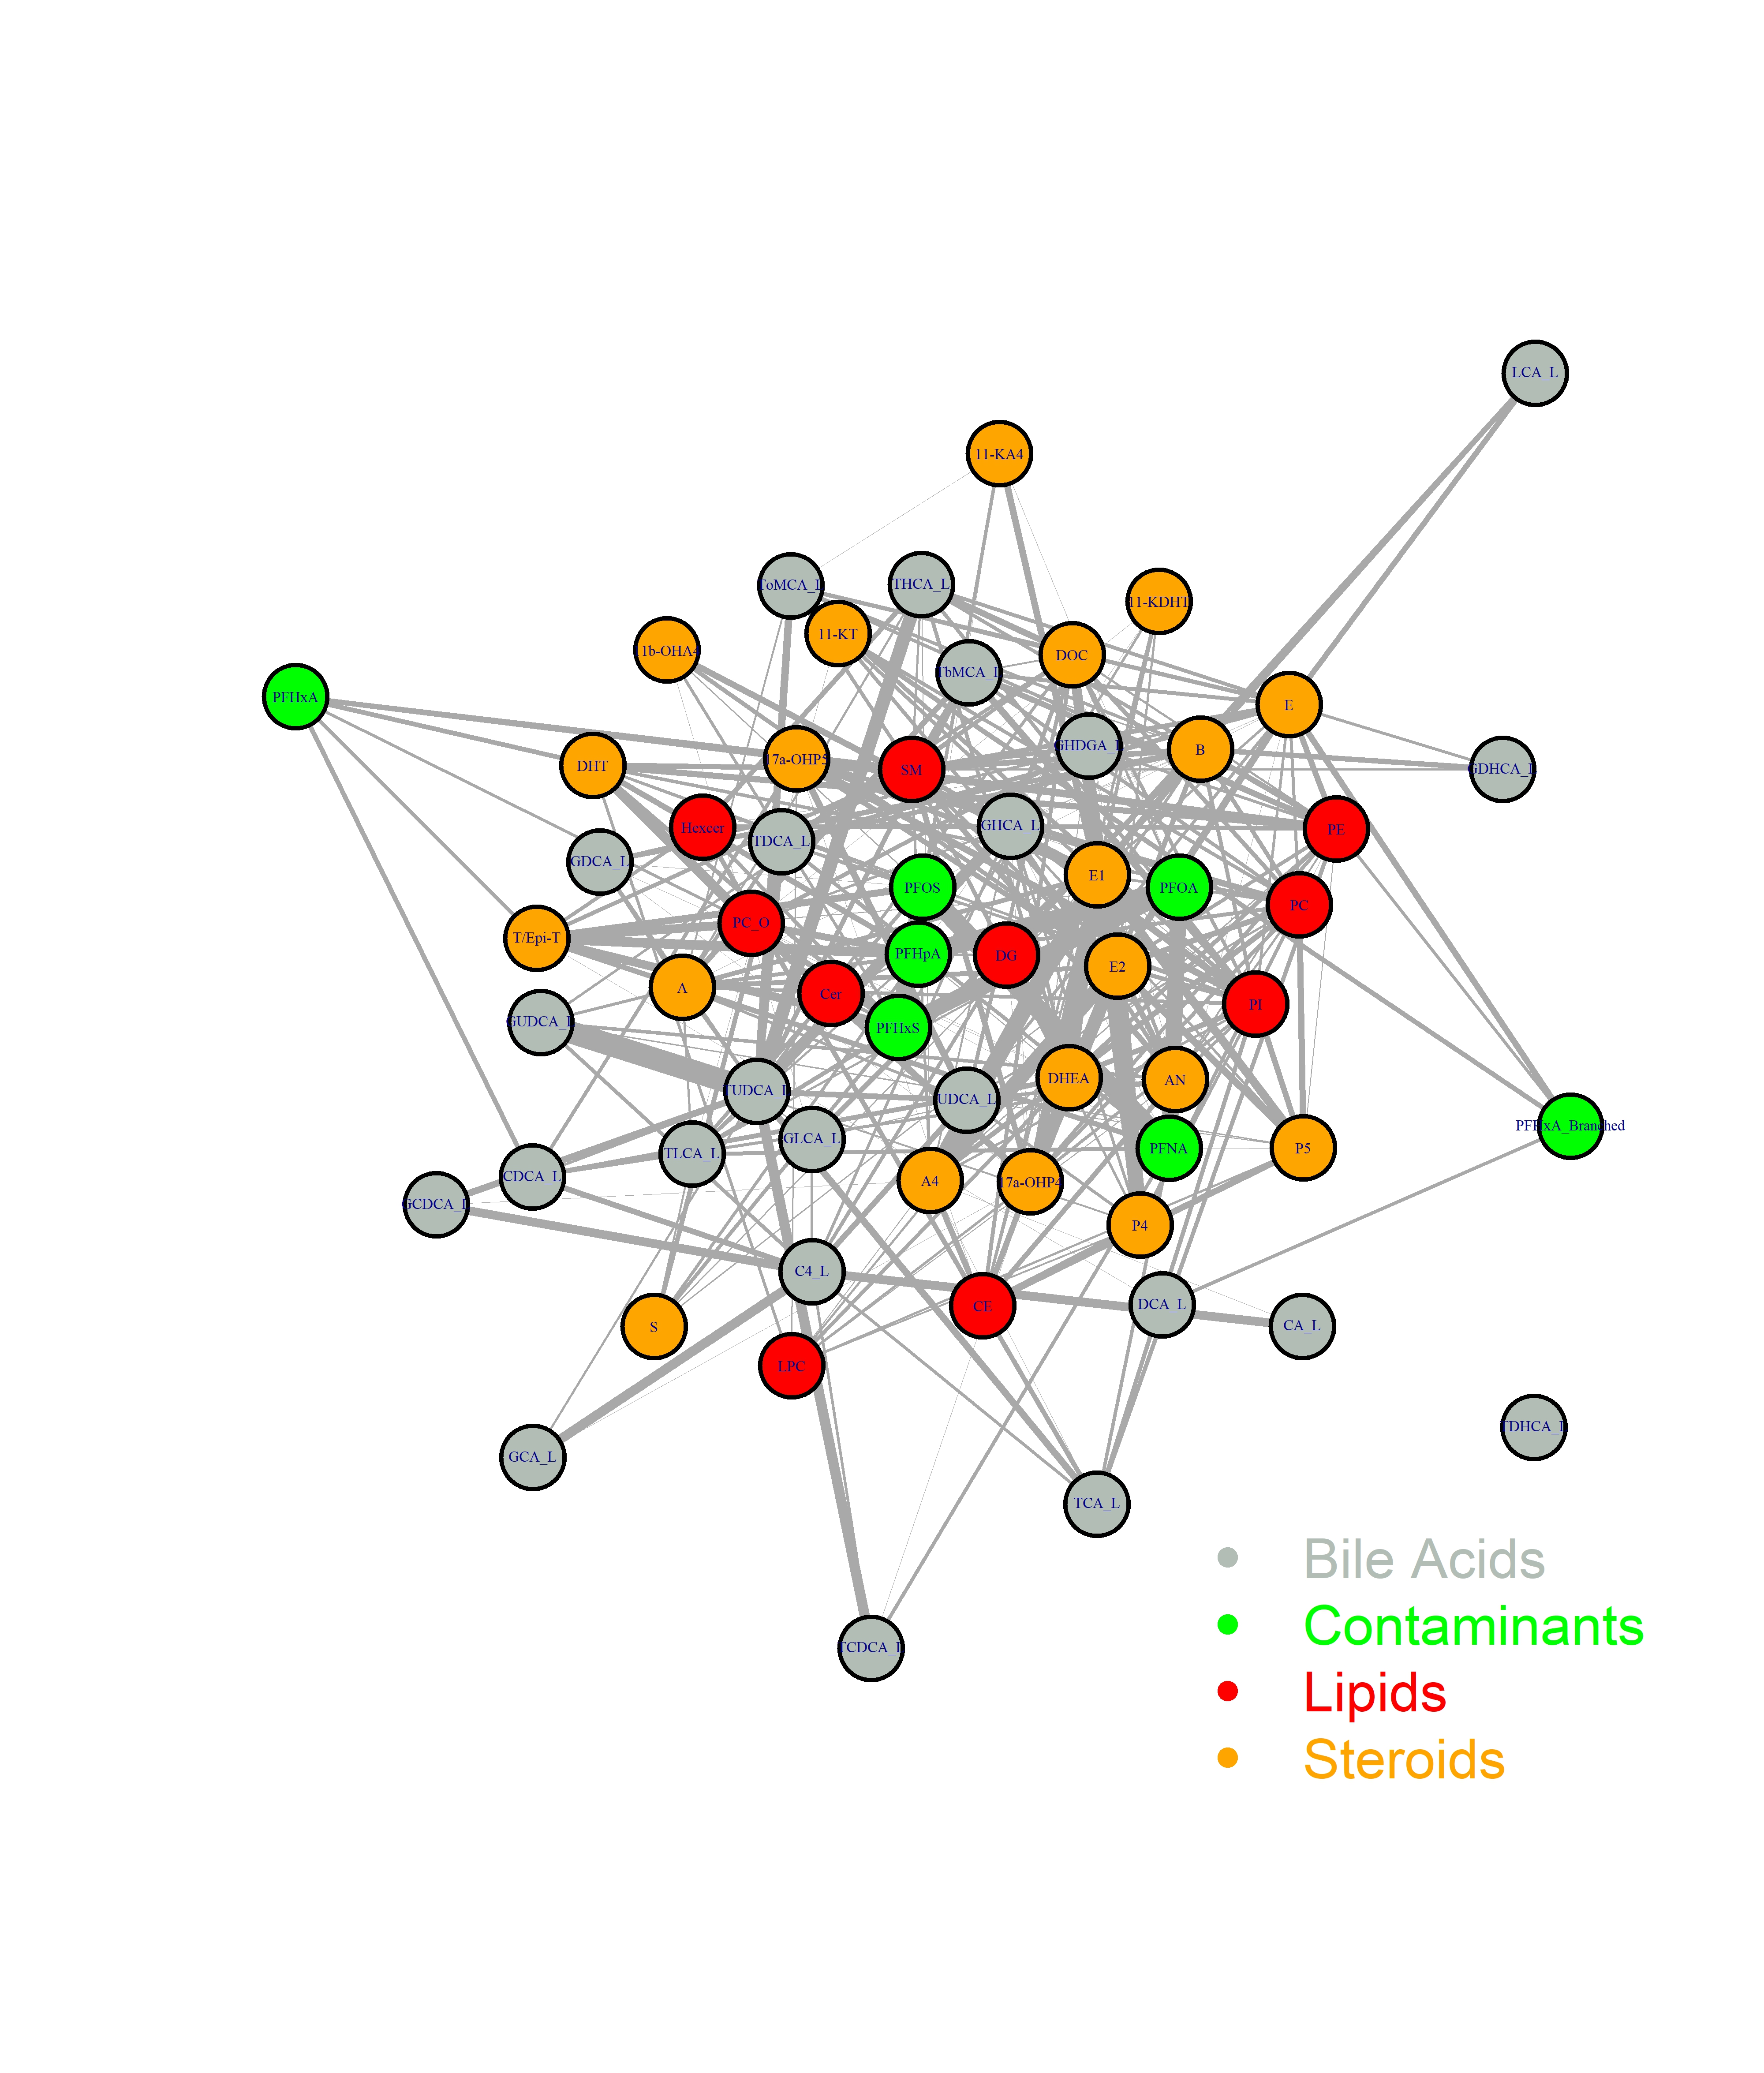 LCA_L
11-KA4
ToMCA_L
THCA_L
11-KDHT
11-KT
11b-OHA4
DOC
TbMCA_L
PFHxA
E
GHDGA_L
B
17a-OHP5
DHT
SM
GDHCA_L
Hexcer
GHCA_L
PE
TDCA_L
GDCA_L
E1
PFOS
PFOA
PC
PC_O
T/Epi-T
PFHpA
DG
E2
A
Cer
PI
GUDCA_L
PFHxS
DHEA
AN
TUDCA_L
UDCA_L
PFHxA_Branched
GLCA_L
TLCA_L
PFNA
P5
CDCA_L
A4
17a-OHP4
GCDCA_L
P4
C4_L
CE
DCA_L
CA_L
S
LPC
TDHCA_L
GCA_L
TCA_L
TCDCA_L
Bile Acids
Contaminants
Lipids
Steroids